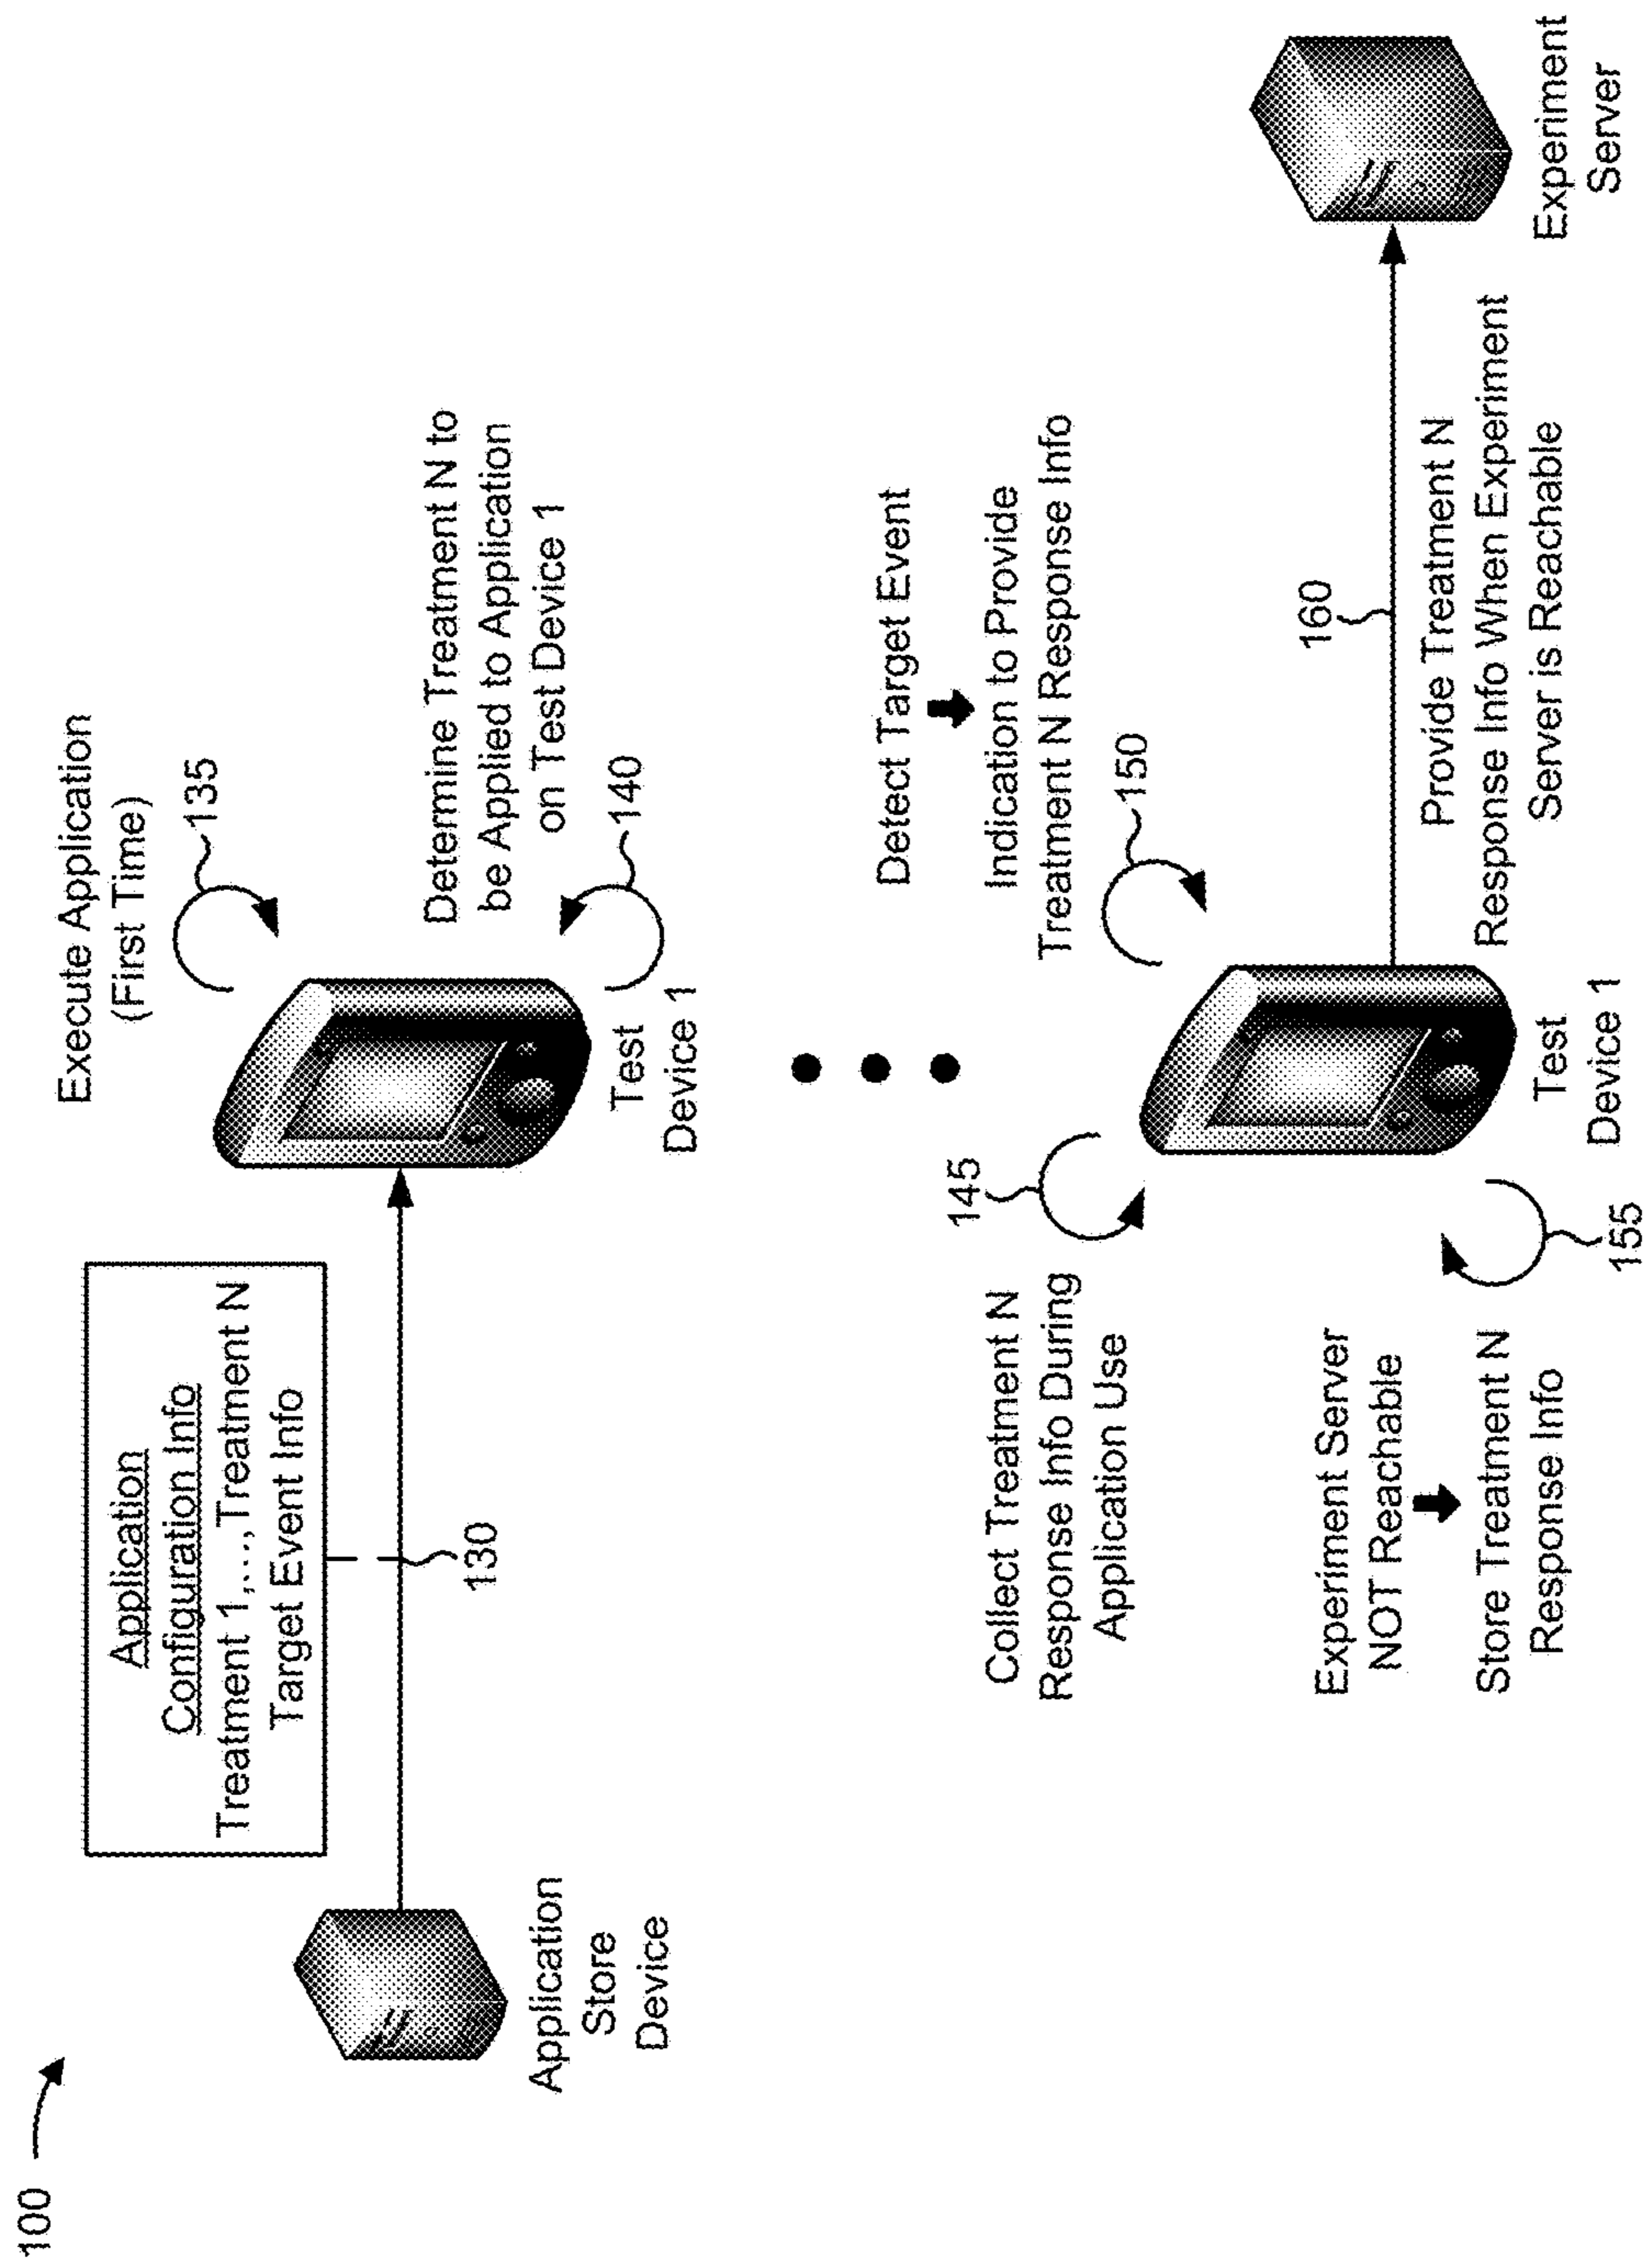 100
Application
Configuration Info
Treatment 1,...,Treatment N
Target Event Info
130
Application
Store
Device
Execute Application
(First Time)
135
Determine Treatment N to
be Applied to Application
on Test Device 1
140
Test
Device 1
Collect Treatment N
Response Info During
Application Use
145
Detect Target Event
Indication to Provide
Treatment N Response Info
150
Experiment Server
NOT Reachable
Store Treatment N
Response Info
155
Test
Device 1
160
Provide Treatment N
Response Info When Experiment
Server is Reachable
Experiment
Server